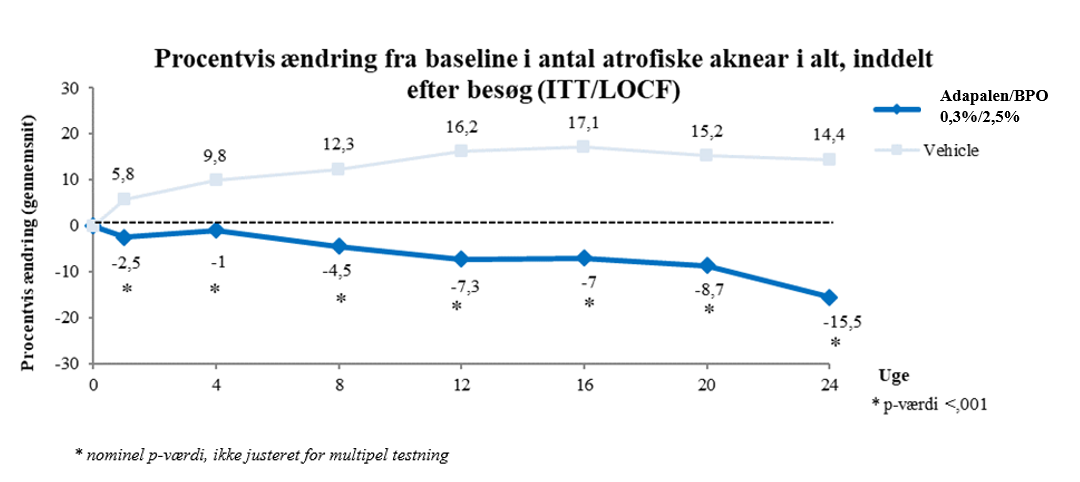 Procentvis ændring fra baseline i antal atrofiske aknear i alt, inddelt
efter besøg (ITT/LOCF)
Adapalen/BPO
0,3%/2,5%
Vehicle
Procentvis ændring (gennemsnit)
30
20
10
0
-10
-20
-30
5,8
9,8
12,3
16,2
17,1
15,2
14,4
-2,5
-1
-4,5
-7,3
-7
-8,7
-15,5
* * * * * * *
0 4 8 12 16 20 24
Uge
* p-værdi <,001
* nominel p-værdi, ikke justeret for multipel testning